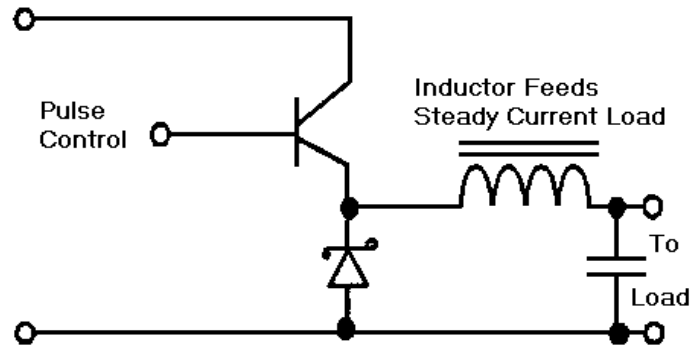 Inductor Feeds
Steady Current Load
Pulse
Control
To
Load